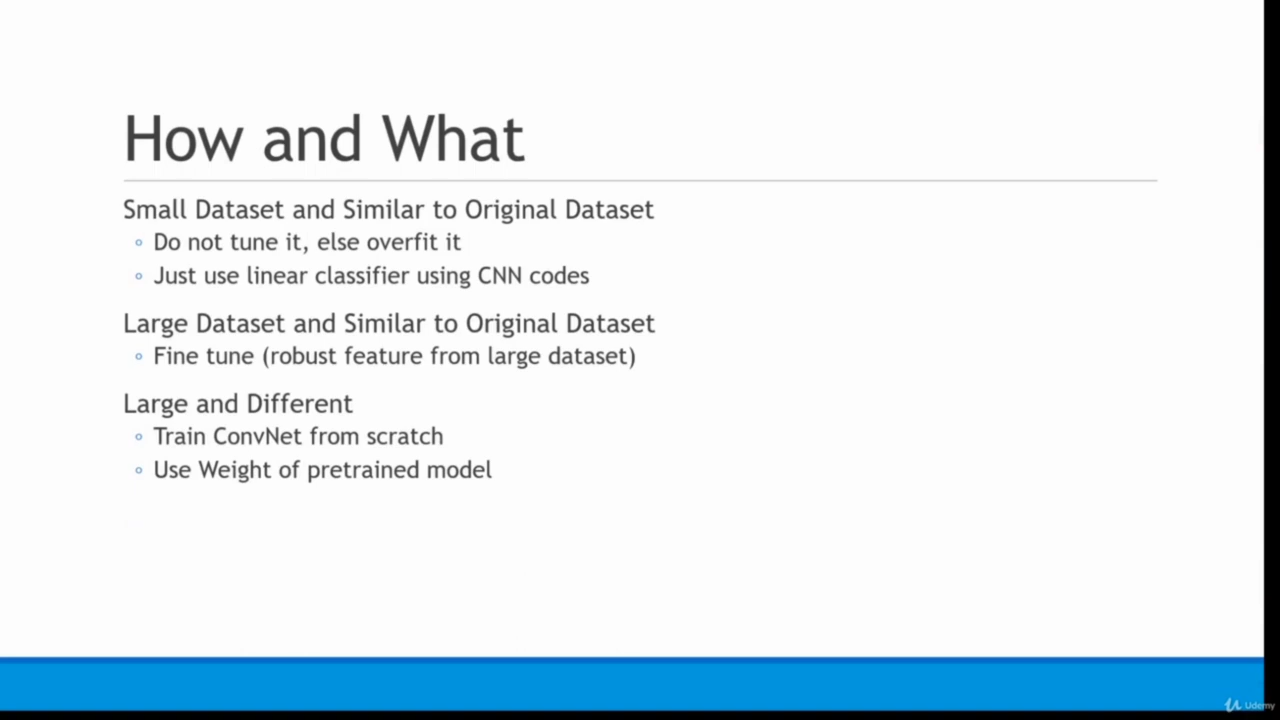 How and What
Small Dataset and Similar to Original Dataset
Do not tune it, else overfit it
Just use linear classifier using CNN codes
Large Dataset and Similar to Original Dataset
Fine tune (robust feature from large dataset)
Large and Different
Train ConvNet from scratch
Use Weight of pretrained model
Udemy